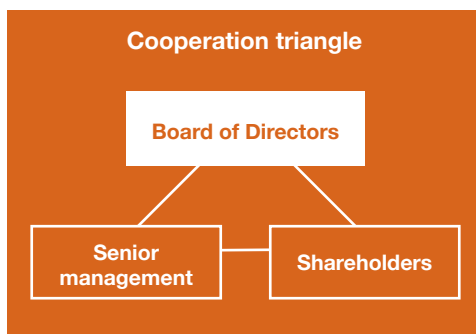 Cooperation triangle
Board of Directors
Senior
management
Shareholders